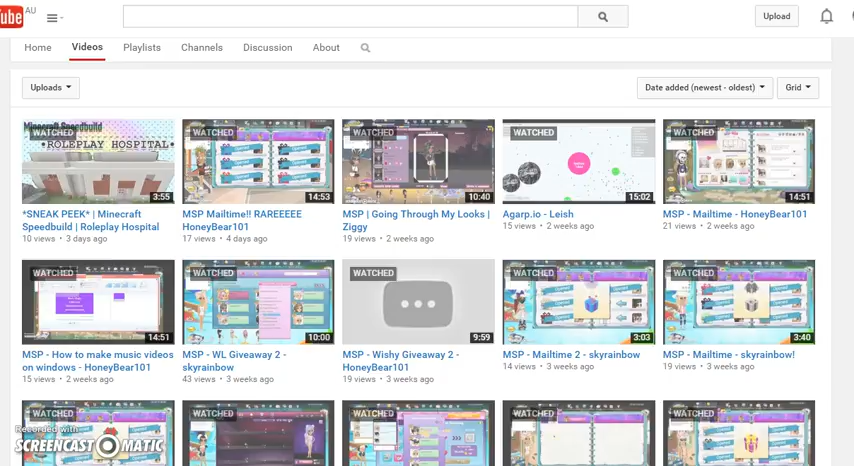 Tube AU
Upload
Home Videos Playlists Channels Discussion About
Uploads Date added (newest - oldest) Grid
WATCHED WATCHED WATCHED WATCHED WATCHED
Minecraft Speedbuild
•ROLEPLAY HOSPITAL•
3:55 14:53 10:40 15:02 14:51
*SNEAK PEEK* | Minecraft Speedbuild | Roleplay Hospital
10 views • 3 days ago
MSP Mailtime!! RAREEEEE HoneyBear101
17 views • 4 days ago
MSP | Going Through My Looks | Ziggy
19 views • 2 weeks ago
Agarp.io - Leish
15 views • 2 weeks ago
MSP - Mailtime - HoneyBear101
21 views • 2 weeks ago
WATCHED WATCHED WATCHED WATCHED WATCHED
14:51 10:00 9:59 3:03 3:40
MSP - How to make music videos on windows - HoneyBear101
15 views • 2 weeks ago
MSP - WL Giveaway 2 - skyrainbow
43 views • 3 weeks ago
MSP - Wishy Giveaway 2 - HoneyBear101
19 views • 3 weeks ago
MSP - Mailtime 2 - skyrainbow
14 views • 3 weeks ago
MSP - Mailtime - skyrainbow!
19 views • 3 weeks ago
WATCHED WATCHED WATCHED WATCHED WATCHED
Recorded with
SCREENCAST-O-MATIC